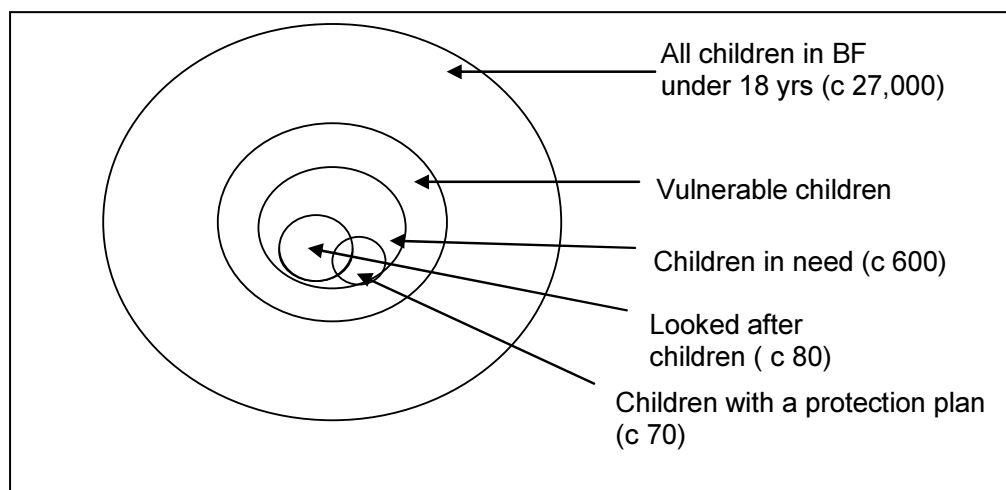 All children in BF
under 18 yrs (c 27,000)
Vulnerable children
Children in need (c 600)
Looked after
children ( c 80)
Children with a protection plan
(c 70)